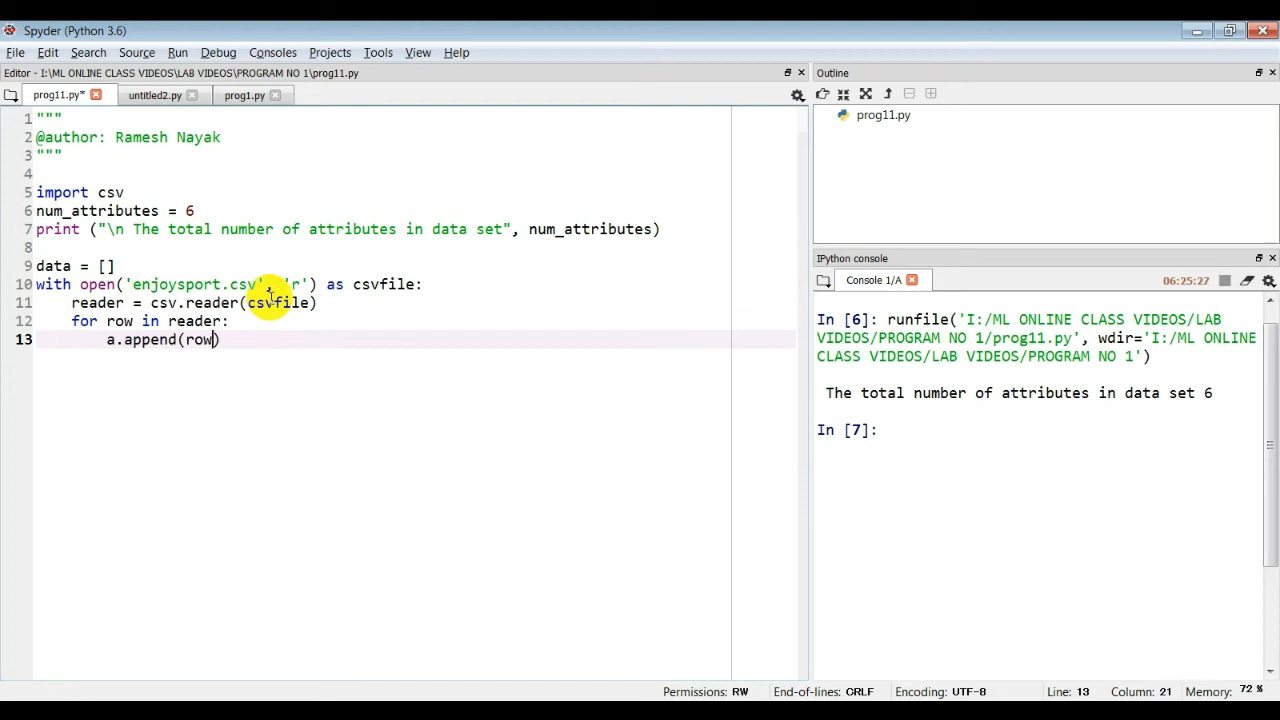 Spyder (Python 3.6)
File Edit Search Source Run Debug Consoles Projects Tools View Help
Editor - I:\ML ONLINE CLASS VIDEOS\LAB VIDEOS\PROGRAM NO 1\prog11.py
prog11.py* untitled2.py prog1.py
1 """
2 @author: Ramesh Nayak
3 """
4
5 import csv
6 num_attributes = 6
7 print ("\n The total number of attributes in data set", num_attributes)
8
9 data = []
10 with open('enjoysport.csv', 'r') as csvfile:
11 reader = csv.reader(csvfile)
12 for row in reader:
13 a.append(row)
Outline
prog11.py
IPython console
Console 1/A 06:25:27
In [6]: runfile('I:/ML ONLINE CLASS VIDEOS/LAB
VIDEOS/PROGRAM NO 1/prog11.py', wdir='I:/ML ONLINE
CLASS VIDEOS/LAB VIDEOS/PROGRAM NO 1')
The total number of attributes in data set 6
In [7]:
Permissions: RW End-of-lines: CRLF Encoding: UTF-8 Line: 13 Column: 21 Memory: 72 %